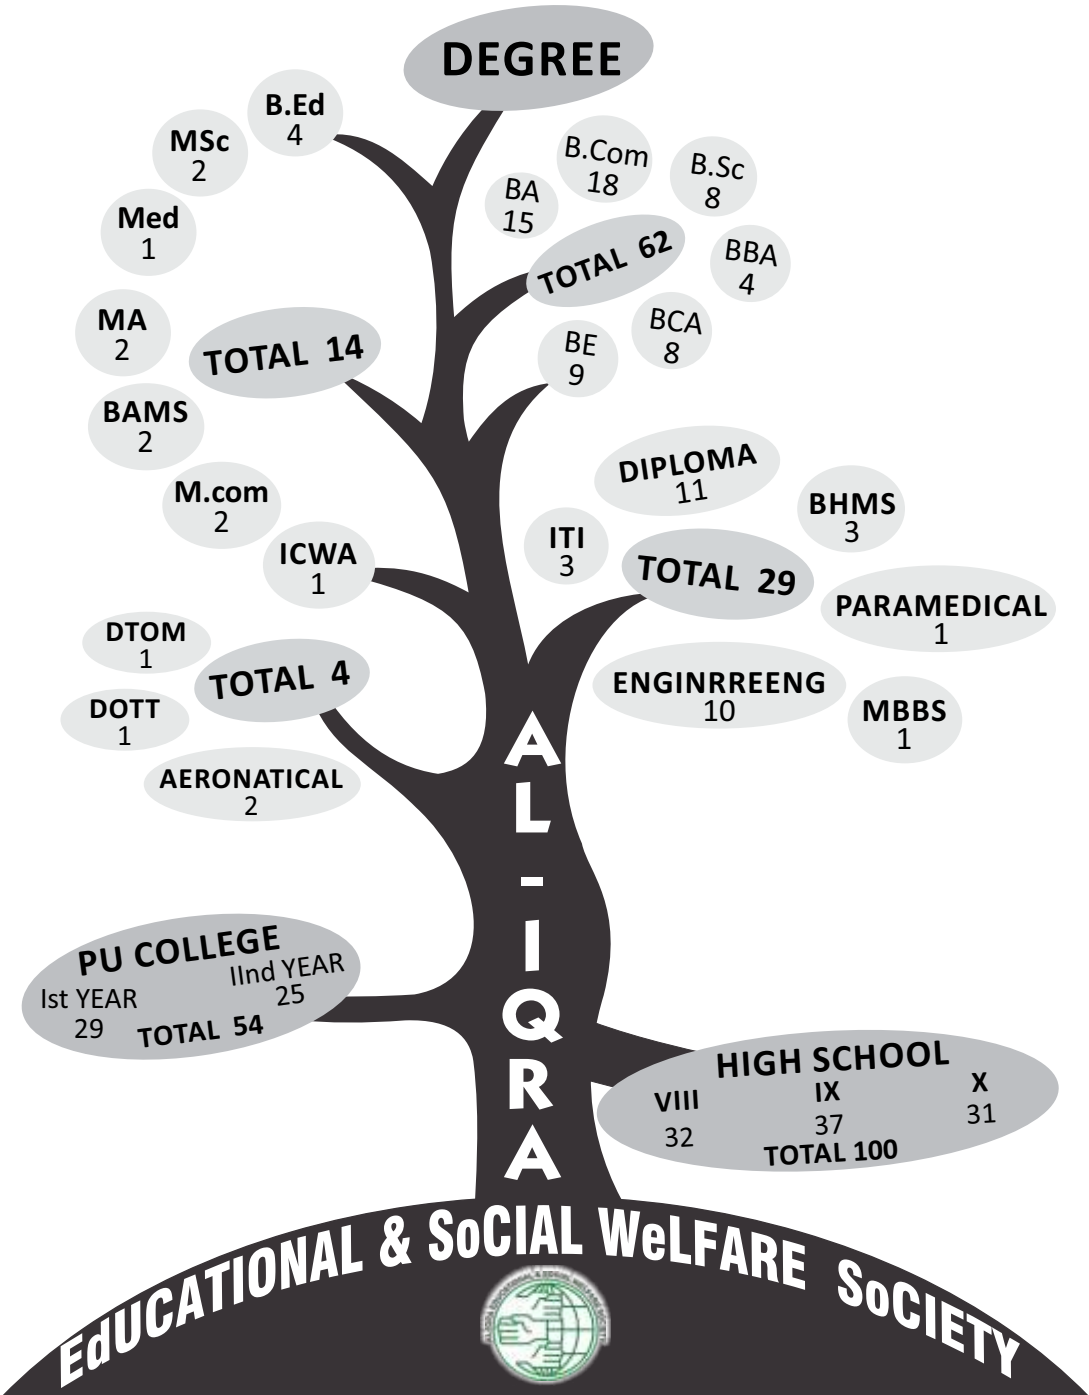 DEGREE
B.Ed
4
MSc
2
Med
1
MA
2
BAMS
2
M.com
2
ICWA
1
TOTAL 14
BA
15
B.Com
18
B.Sc
8
BBA
4
BCA
8
BE
9
TOTAL 62
DIPLOMA
11
ITI
3
BHMS
3
TOTAL 29
PARAMEDICAL
1
ENGINRREENG
10
MBBS
1
DTOM
1
DOTT
1
TOTAL 4
AERONATICAL
2
PU COLLEGE
Ist YEAR
29
IInd YEAR
25
TOTAL 54
HIGH SCHOOL
VIII
32
IX
37
X
31
TOTAL 100
AL-IQRA
EdUCATIONAL & SoCIAL WeLFARE SoCIETY